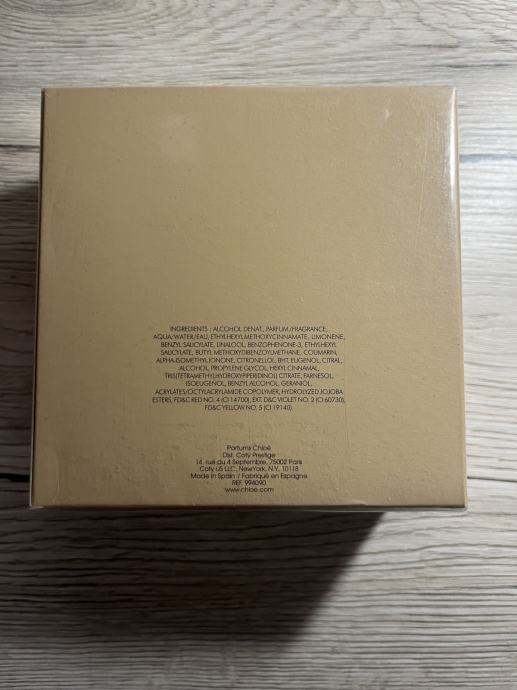 INGREDIENTS : ALCOHOL DENAT., PARFUM/FRAGRANCE,
AQUA/WATER/EAU, ETHYLHEXYLMETHOXYCINNAMATE, LIMONENE,
BENZYL SALICYLATE, LINALOOL, BENZOPHENONE-3, ETHYLHEXYL
SALICYLATE, BUTYL METHOXYDIBENZOYLMETHANE, COUMARIN,
ALPHA-ISOMETHYL IONONE, CITRONELLOL, BHT, EUGENOL, CITRAL,
ALCOHOL, PROPYLENE GLYCOL, HEXYL CINNAMAL,
TRIS(TETRAMETHYLHYDROXYPIPERIDINOL) CITRATE, FARNESOL,
ISOEUGENOL, BENZYL ALCOHOL, GERANIOL,
ACRYLATES/OCTYLACRYLAMIDE COPOLYMER, HYDROLYZED JOJOBA
ESTERS, FD&C RED NO. 4 (CI 14700), EXT. D&C VIOLET NO. 2 (CI 60730),
FD&C YELLOW NO. 5 (CI 19140).
Parfums Chloé
Dist. Coty Prestige
14, rue du 4 Septembre, 75002 Paris
Coty US LLC, NewYork, N.Y. 10118
Made in Spain / Fabriqué en Espagne
REF. 994090
www.chloe.com